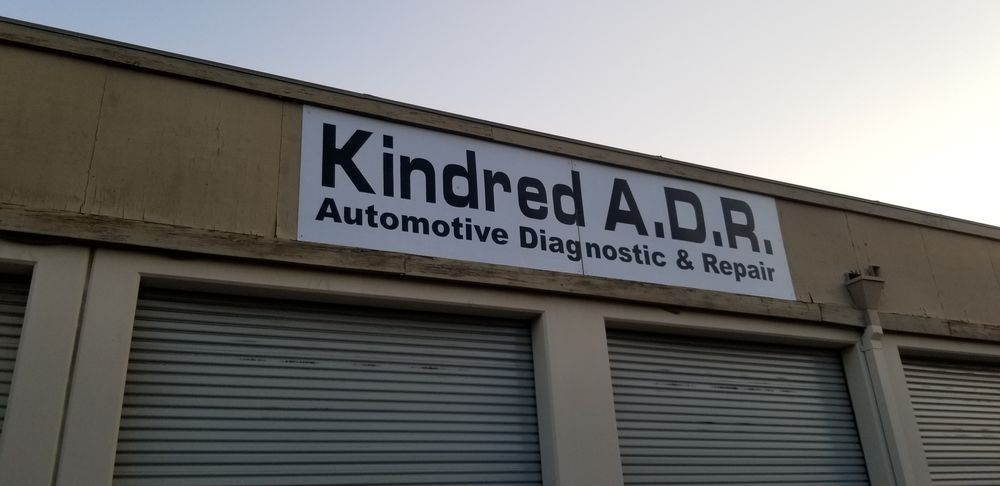 Kindred A.D.R.
Automotive Diagnostic & Repair